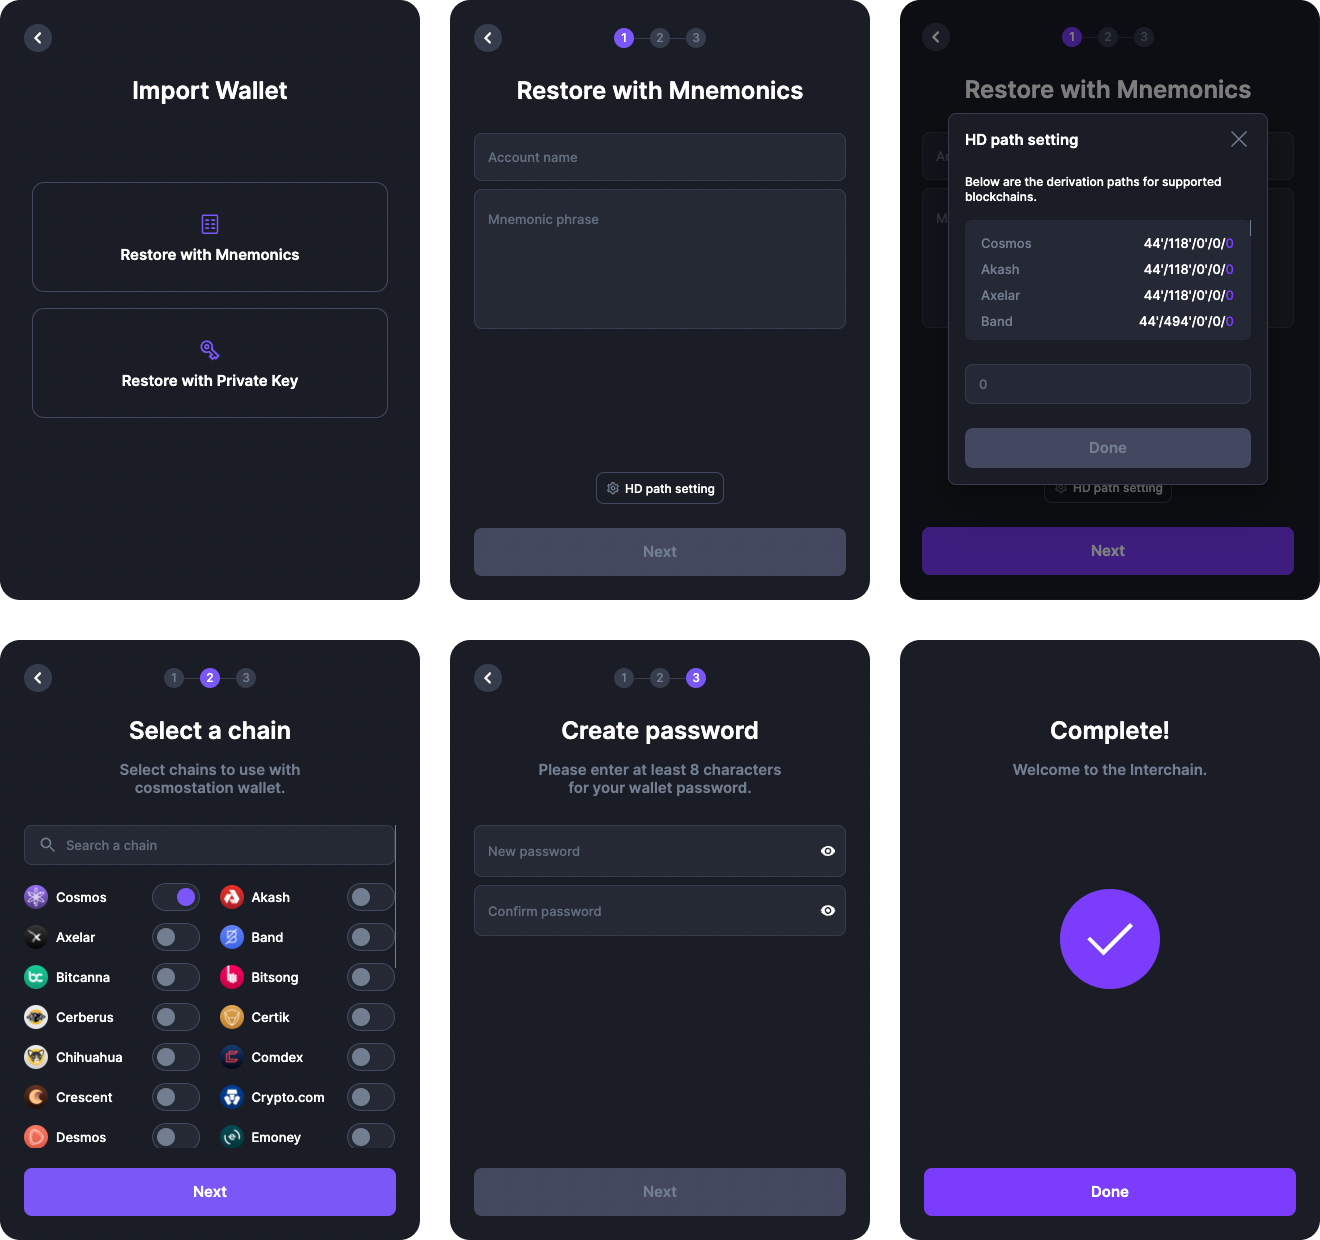 Import Wallet
Restore with Mnemonics
Restore with Private Key
1 2 3
Restore with Mnemonics
Account name
Mnemonic phrase
HD path setting
Next
1 2 3
Restore with Mnemonics
HD path setting
Below are the derivation paths for supported
blockchains.
Cosmos 44'/118'/0'/0/0
Akash 44'/118'/0'/0/0
Axelar 44'/118'/0'/0/0
Band 44'/494'/0'/0/0
0
Done
HD path setting
Next
1 2 3
Select a chain
Select chains to use with
cosmostation wallet.
Search a chain
Cosmos Akash
Axelar Band
Bitcanna Bitsong
Cerberus Certik
Chihuahua Comdex
Crescent Crypto.com
Desmos Emoney
Next
1 2 3
Create password
Please enter at least 8 characters
for your wallet password.
New password
Confirm password
Next
Complete!
Welcome to the Interchain.
Done